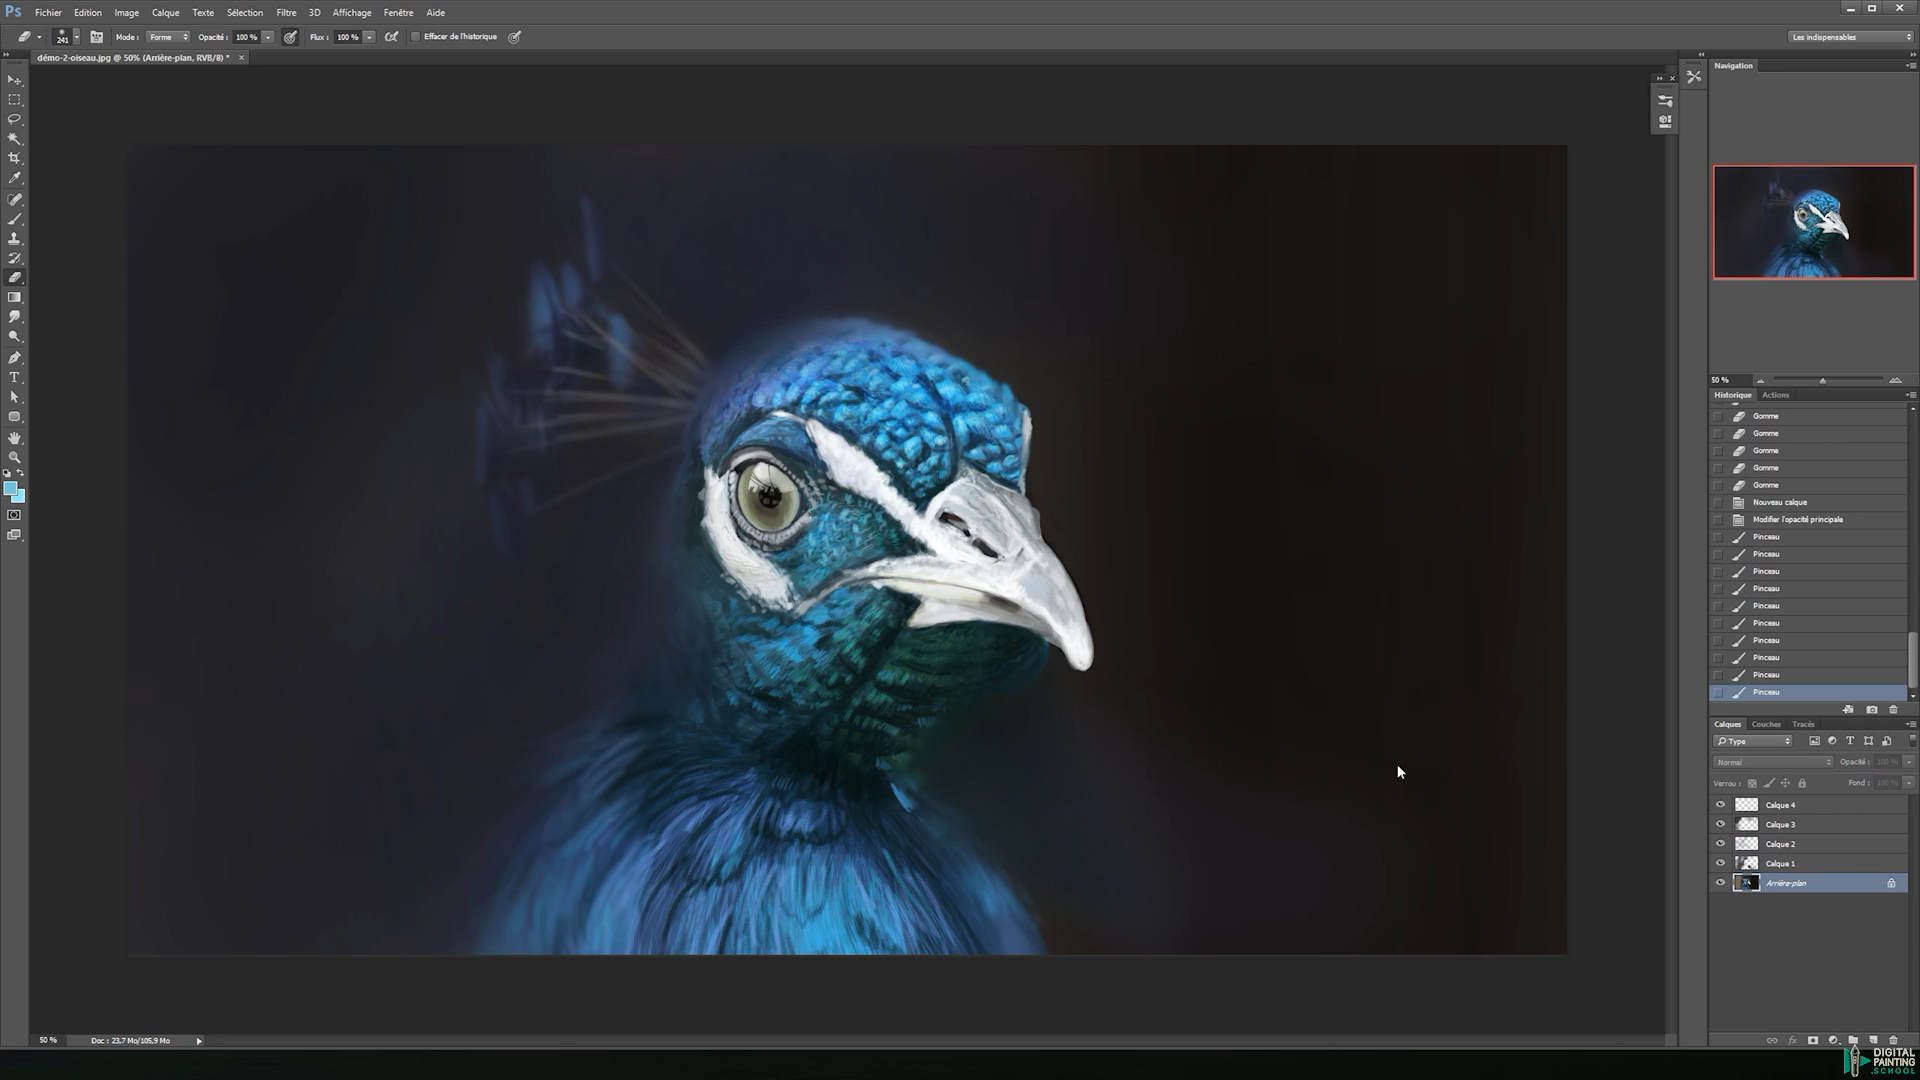 Ps Fichier Edition Image Calque Texte Sélection Filtre 3D Affichage Fenêtre Aide
241 Mode : Forme Opacité : 100 % Flux : 100 % Effacer de l'historique Les indispensables
démo-2-oiseau.jpg @ 50% (Arrière-plan, RVB/8) *
Navigation
50 %
Historique Actions
Gomme
Gomme
Gomme
Gomme
Gomme
Nouveau calque
Modifier l'opacité principale
Pinceau
Pinceau
Pinceau
Pinceau
Pinceau
Pinceau
Pinceau
Pinceau
Pinceau
Pinceau
Calques Couches Tracés
Type
Normal Opacité : 100 %
Verrou : Fond : 100 %
Calque 4
Calque 3
Calque 2
Calque 1
Arrière-plan
50 % Doc : 23,7 Mo/105,9 Mo
DIGITAL
PAINTING
.SCHOOL